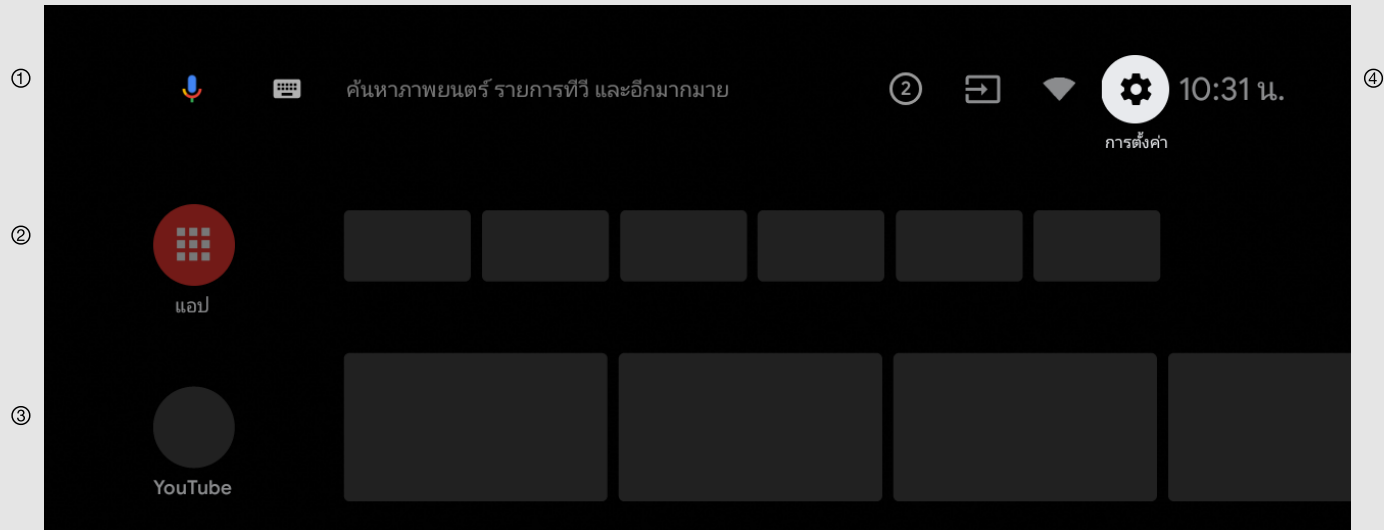 ① ค้นหาภาพยนตร์ รายการทีวี และอีกมากมาย 2 10:31 น. ④
การตั้งค่า
②
แอป
③
YouTube